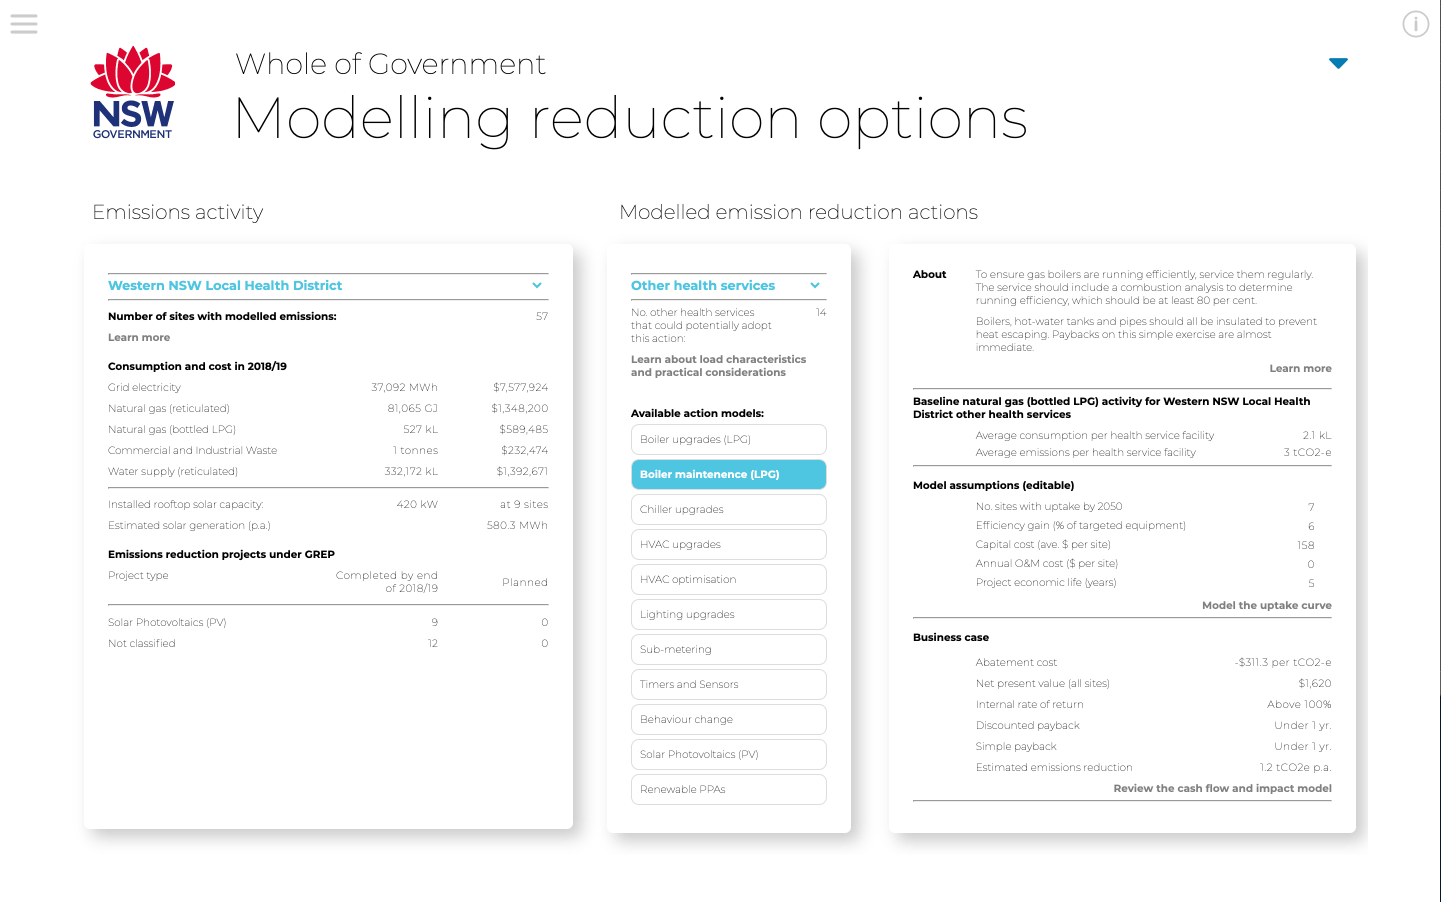 NSW
GOVERNMENT
Whole of Government
Modelling reduction options
Emissions activity
Western NSW Local Health District
Number of sites with modelled emissions: 57
Learn more
Consumption and cost in 2018/19
Grid electricity 37,092 MWh $7,577,924
Natural gas (reticulated) 81,065 GJ $1,348,200
Natural gas (bottled LPG) 527 kL $589,485
Commercial and Industrial Waste 1 tonnes $232,474
Water supply (reticulated) 332,172 kL $1,392,671
Installed rooftop solar capacity: 420 kW at 9 sites
Estimated solar generation (p.a.) 580.3 MWh
Emissions reduction projects under GREP
Project type Completed by end
of 2018/19 Planned
Solar Photovoltaics (PV) 9 0
Not classified 12 0
Modelled emission reduction actions
Other health services
No. other health services 14
that could potentially adopt
this action:
Learn about load characteristics
and practical considerations
Available action models:
Boiler upgrades (LPG)
Boiler maintenence (LPG)
Chiller upgrades
HVAC upgrades
HVAC optimisation
Lighting upgrades
Sub-metering
Timers and Sensors
Behaviour change
Solar Photovoltaics (PV)
Renewable PPAs
About To ensure gas boilers are running efficiently, service them regularly.
The service should include a combustion analysis to determine
running efficiency, which should be at least 80 per cent.
Boilers, hot-water tanks and pipes should all be insulated to prevent
heat escaping. Paybacks on this simple exercise are almost
immediate.
Learn more
Baseline natural gas (bottled LPG) activity for Western NSW Local Health
District other health services
Average consumption per health service facility 2.1 kL
Average emissions per health service facility 3 tCO2-e
Model assumptions (editable)
No. sites with uptake by 2050 7
Efficiency gain (% of targeted equipment) 6
Capital cost (ave. $ per site) 158
Annual O&M cost ($ per site) 0
Project economic life (years) 5
Model the uptake curve
Business case
Abatement cost -$311.3 per tCO2-e
Net present value (all sites) $1,620
Internal rate of return Above 100%
Discounted payback Under 1 yr.
Simple payback Under 1 yr.
Estimated emissions reduction 1.2 tCO2e p.a.
Review the cash flow and impact model